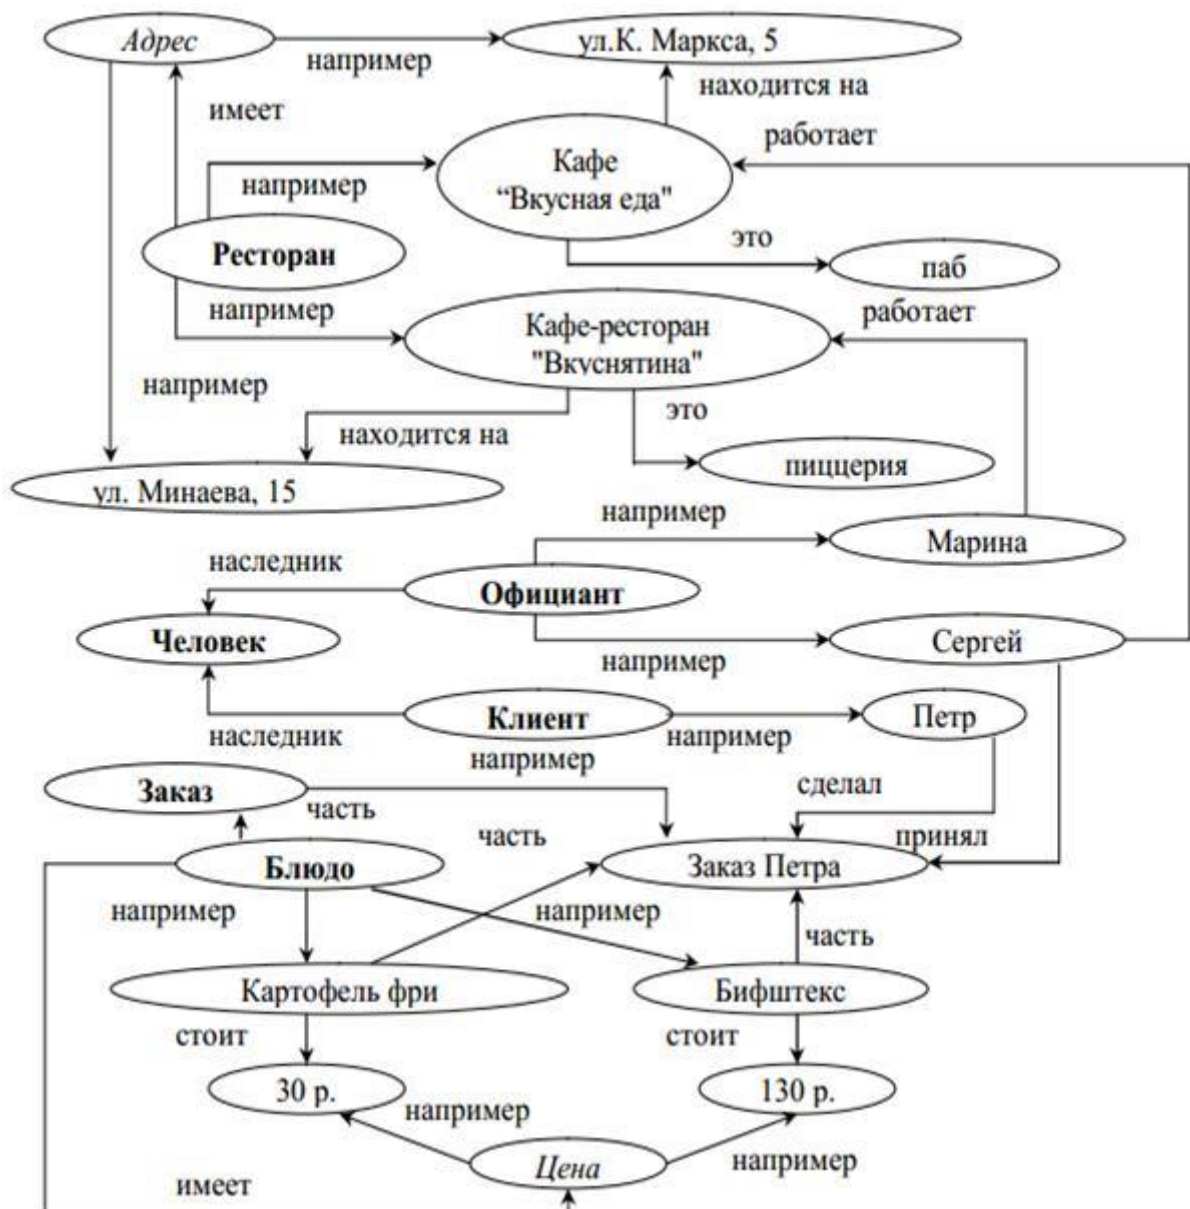 Адрес
ул.К. Маркса, 5
например
находится на
имеет
работает
Кафе
“Вкусная еда"
например
это
Ресторан
паб
например
работает
Кафе-ресторан
"Вкуснятина"
например
это
находится на
пиццерия
ул. Минаева, 15
например
Марина
наследник
Официант
Человек
Сергей
например
Клиент
Петр
наследник
например
например
Заказ
сделал
часть
часть
принял
Блюдо
Заказ Петра
например
например
часть
Картофель фри
Бифштекс
стоит
стоит
30 р.
130 р.
например
Цена
например
имеет